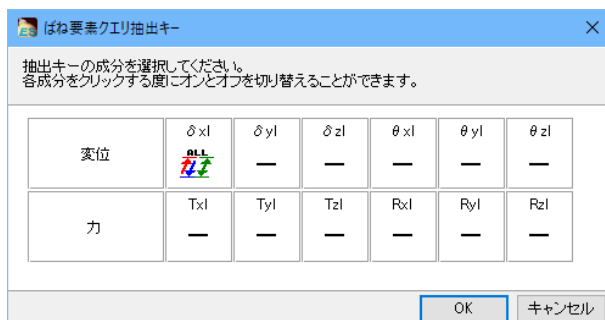 ES ばね要素クエリ抽出キー
抽出キーの成分を選択してください。
各成分をクリックする度にオンとオフを切り替えることができます。
変位 δxl δyl δzl θxl θyl θzl
ALL — — — — —
力 Txl Tyl Tzl Rxl Ryl Rzl
— — — — — —
OK キャンセル